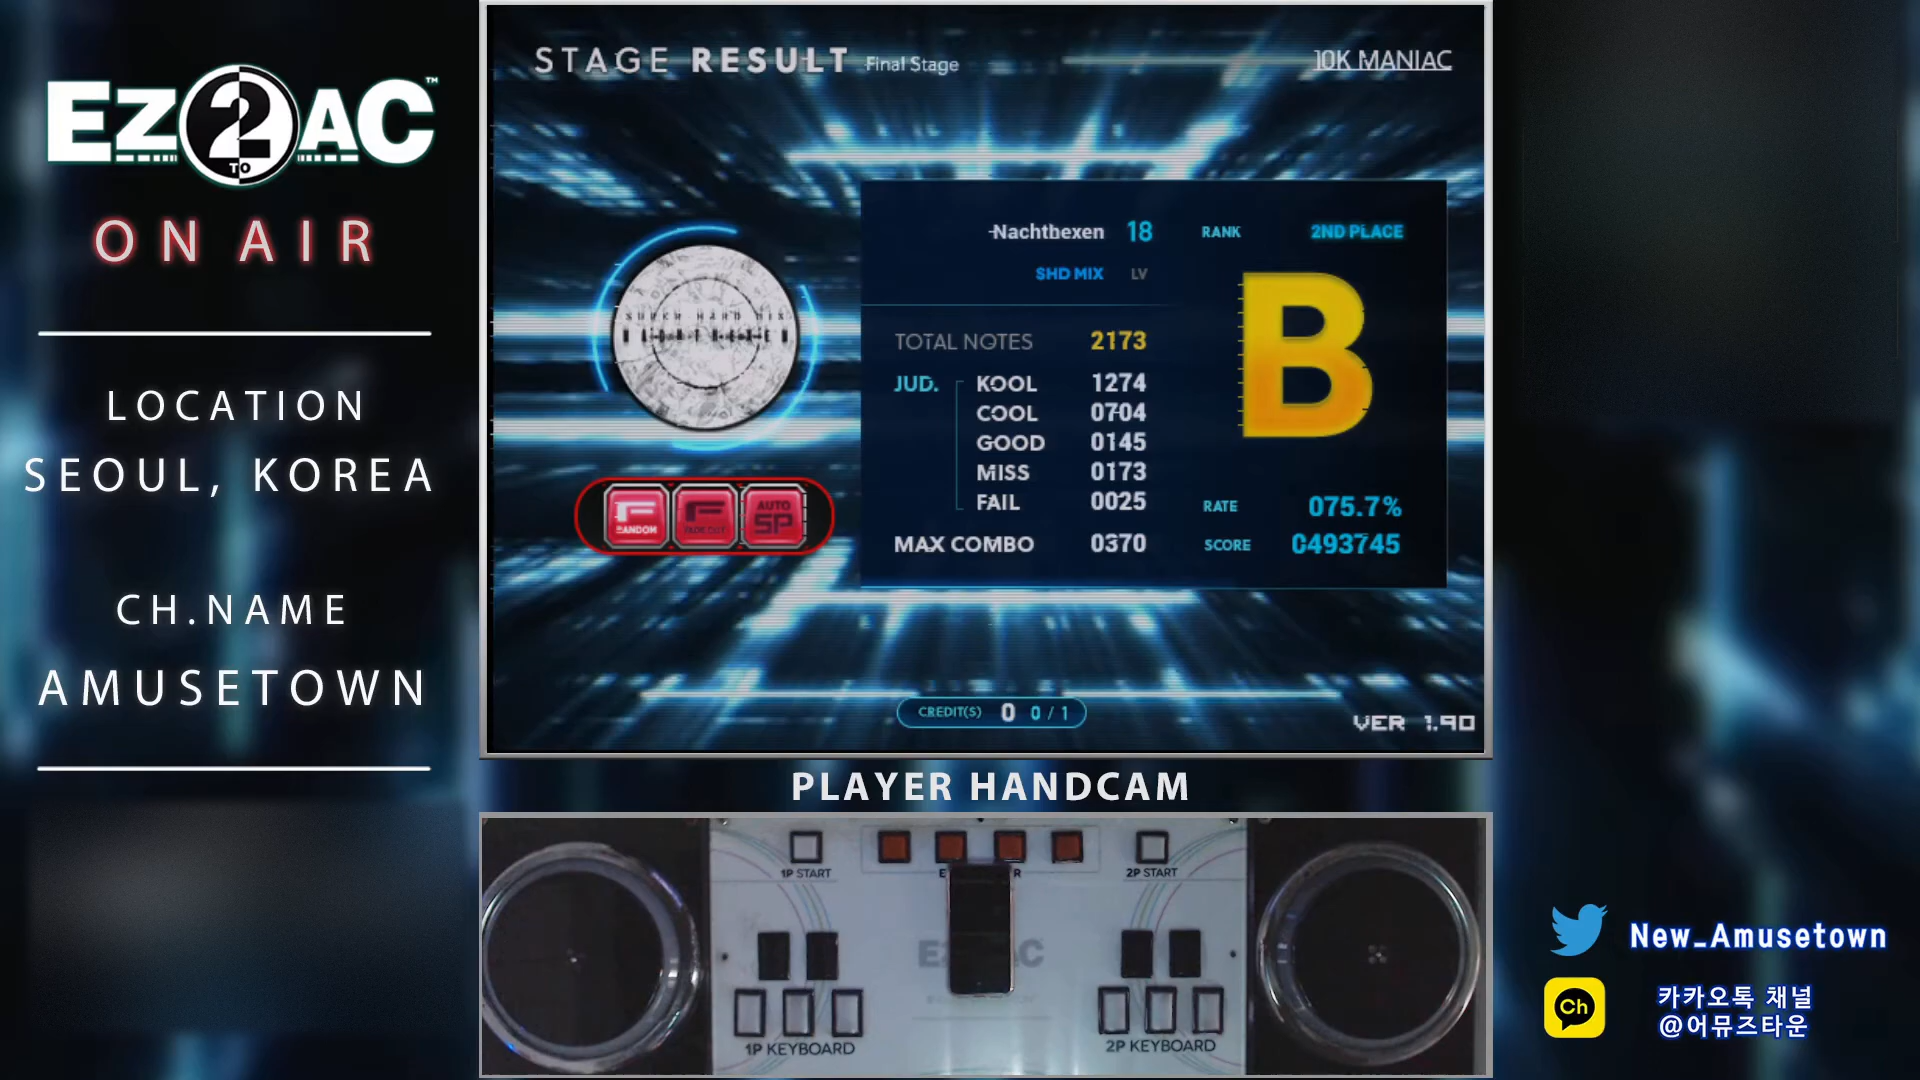 EZ2AC™
TO
ON AIR
LOCATION
SEOUL, KOREA
CH.NAME
AMUSETOWN
STAGE RESULT Final Stage
10K MANIAC
Nachthexen 18
SHD MIX LV
RANK 2ND PLACE
B
TOTAL NOTES 2173
JUD.
KOOL 1274
COOL 0704
GOOD 0145
MISS 0173
FAIL 0025
MAX COMBO 0370
RATE 075.7%
SCORE 0493745
RANDOM
AUTO
SP
CREDIT(S) 0 0 / 1
VER 1.90
PLAYER HANDCAM
1P START
2P START
1P KEYBOARD
2P KEYBOARD
New_Amusetown
Ch
카카오톡 채널
@어뮤즈타운